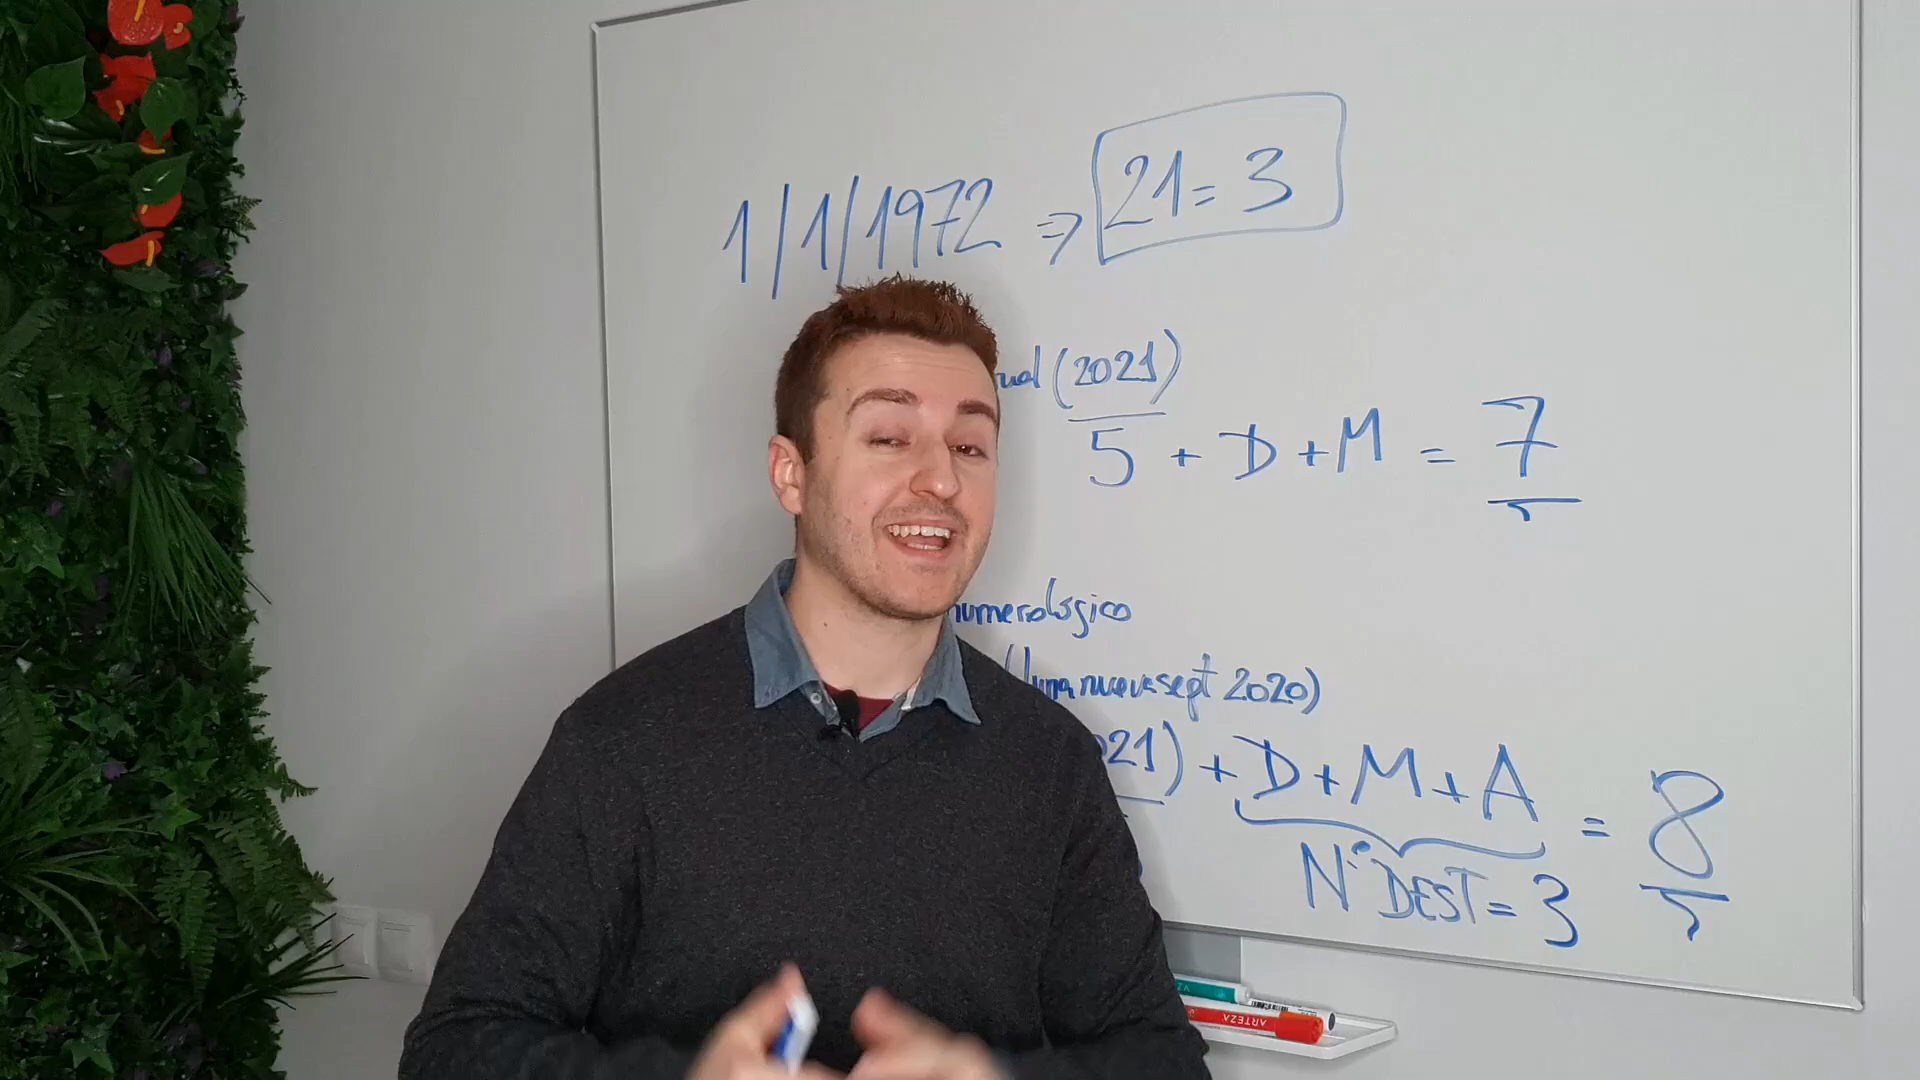 1/1/1972 => 21=3
(2021)
5 + D + M = 7
numerológico
(luna nueva sept 2020)
21) + D + M + A = 8
Nº DEST = 3
ARTEZA